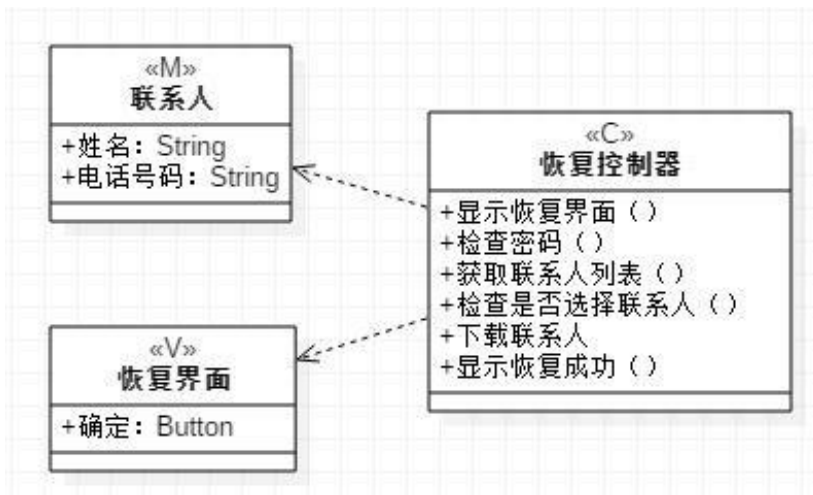 «M»
联系人
+姓名：String
+电话号码：String
«C»
恢复控制器
+显示恢复界面（）
+检查密码（）
+获取联系人列表（）
+检查是否选择联系人（）
+下载联系人
+显示恢复成功（）
«V»
恢复界面
+确定：Button